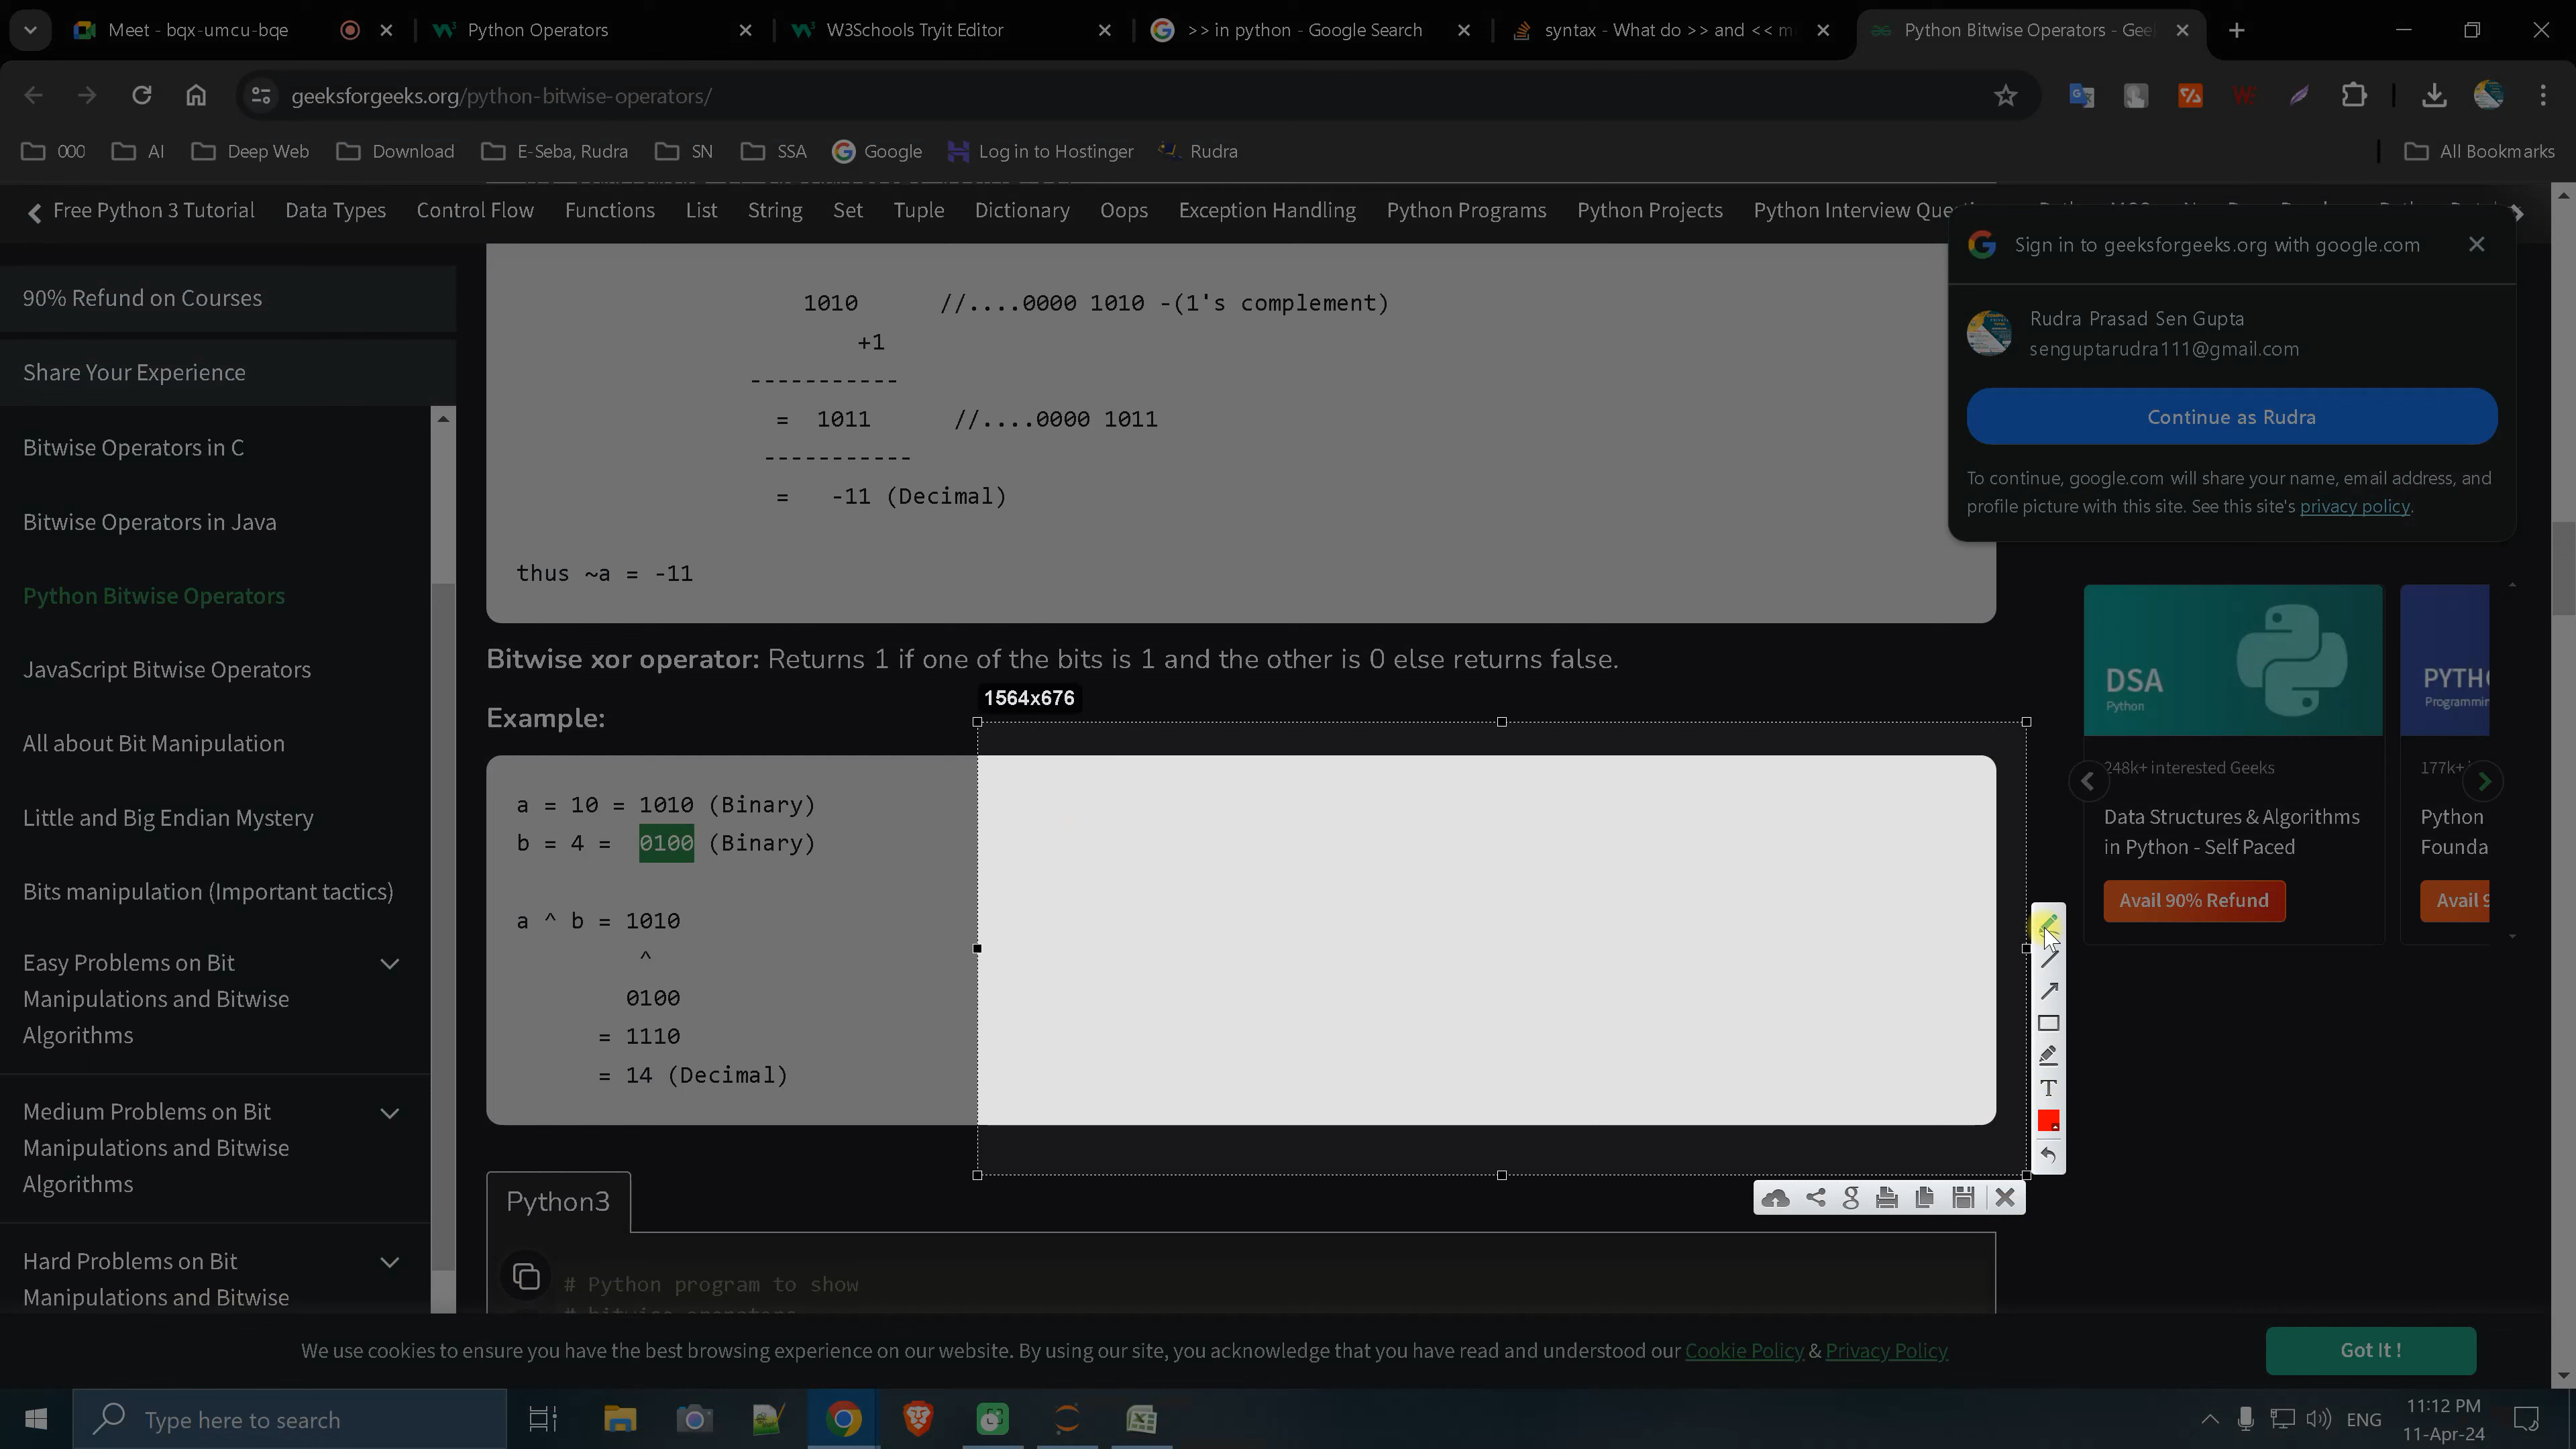 Meet - bqx-umcu-bqe
Python Operators
W3Schools Tryit Editor
>> in python - Google Search
syntax - What do >> and << m
Python Bitwise Operators - Gee
geeksforgeeks.org/python-bitwise-operators/
000
AI
Deep Web
Download
E-Seba, Rudra
SN
SSA
Google
Log in to Hostinger
Rudra
All Bookmarks
Free Python 3 Tutorial
Data Types
Control Flow
Functions
List
String
Set
Tuple
Dictionary
Oops
Exception Handling
Python Programs
Python Projects
Python Interview Que
Sign in to geeksforgeeks.org with google.com
Rudra Prasad Sen Gupta
senguptarudra111@gmail.com
Continue as Rudra
To continue, google.com will share your name, email address, and
profile picture with this site. See this site's privacy policy.
90% Refund on Courses
Share Your Experience
Bitwise Operators in C
Bitwise Operators in Java
Python Bitwise Operators
JavaScript Bitwise Operators
All about Bit Manipulation
Little and Big Endian Mystery
Bits manipulation (Important tactics)
Easy Problems on Bit
Manipulations and Bitwise
Algorithms
Medium Problems on Bit
Manipulations and Bitwise
Algorithms
Hard Problems on Bit
Manipulations and Bitwise
1010 //....0000 1010 -(1's complement)
+1
-----------
= 1011 //....0000 1011
-----------
= -11 (Decimal)
thus ~a = -11
Bitwise xor operator: Returns 1 if one of the bits is 1 and the other is 0 else returns false.
1564x676
Example:
a = 10 = 1010 (Binary)
b = 4 = 0100 (Binary)
a ^ b = 1010
^
0100
= 1110
= 14 (Decimal)
T
Python3
# Python program to show
# bitwise operators
DSA
Python
248k+ interested Geeks
Data Structures & Algorithms
in Python - Self Paced
Avail 90% Refund
PYTH
Programmin
177k+ i
Python
Founda
Avail 9
We use cookies to ensure you have the best browsing experience on our website. By using our site, you acknowledge that you have read and understood our Cookie Policy & Privacy Policy
Got It !
Type here to search
ENG
11:12 PM
11-Apr-24